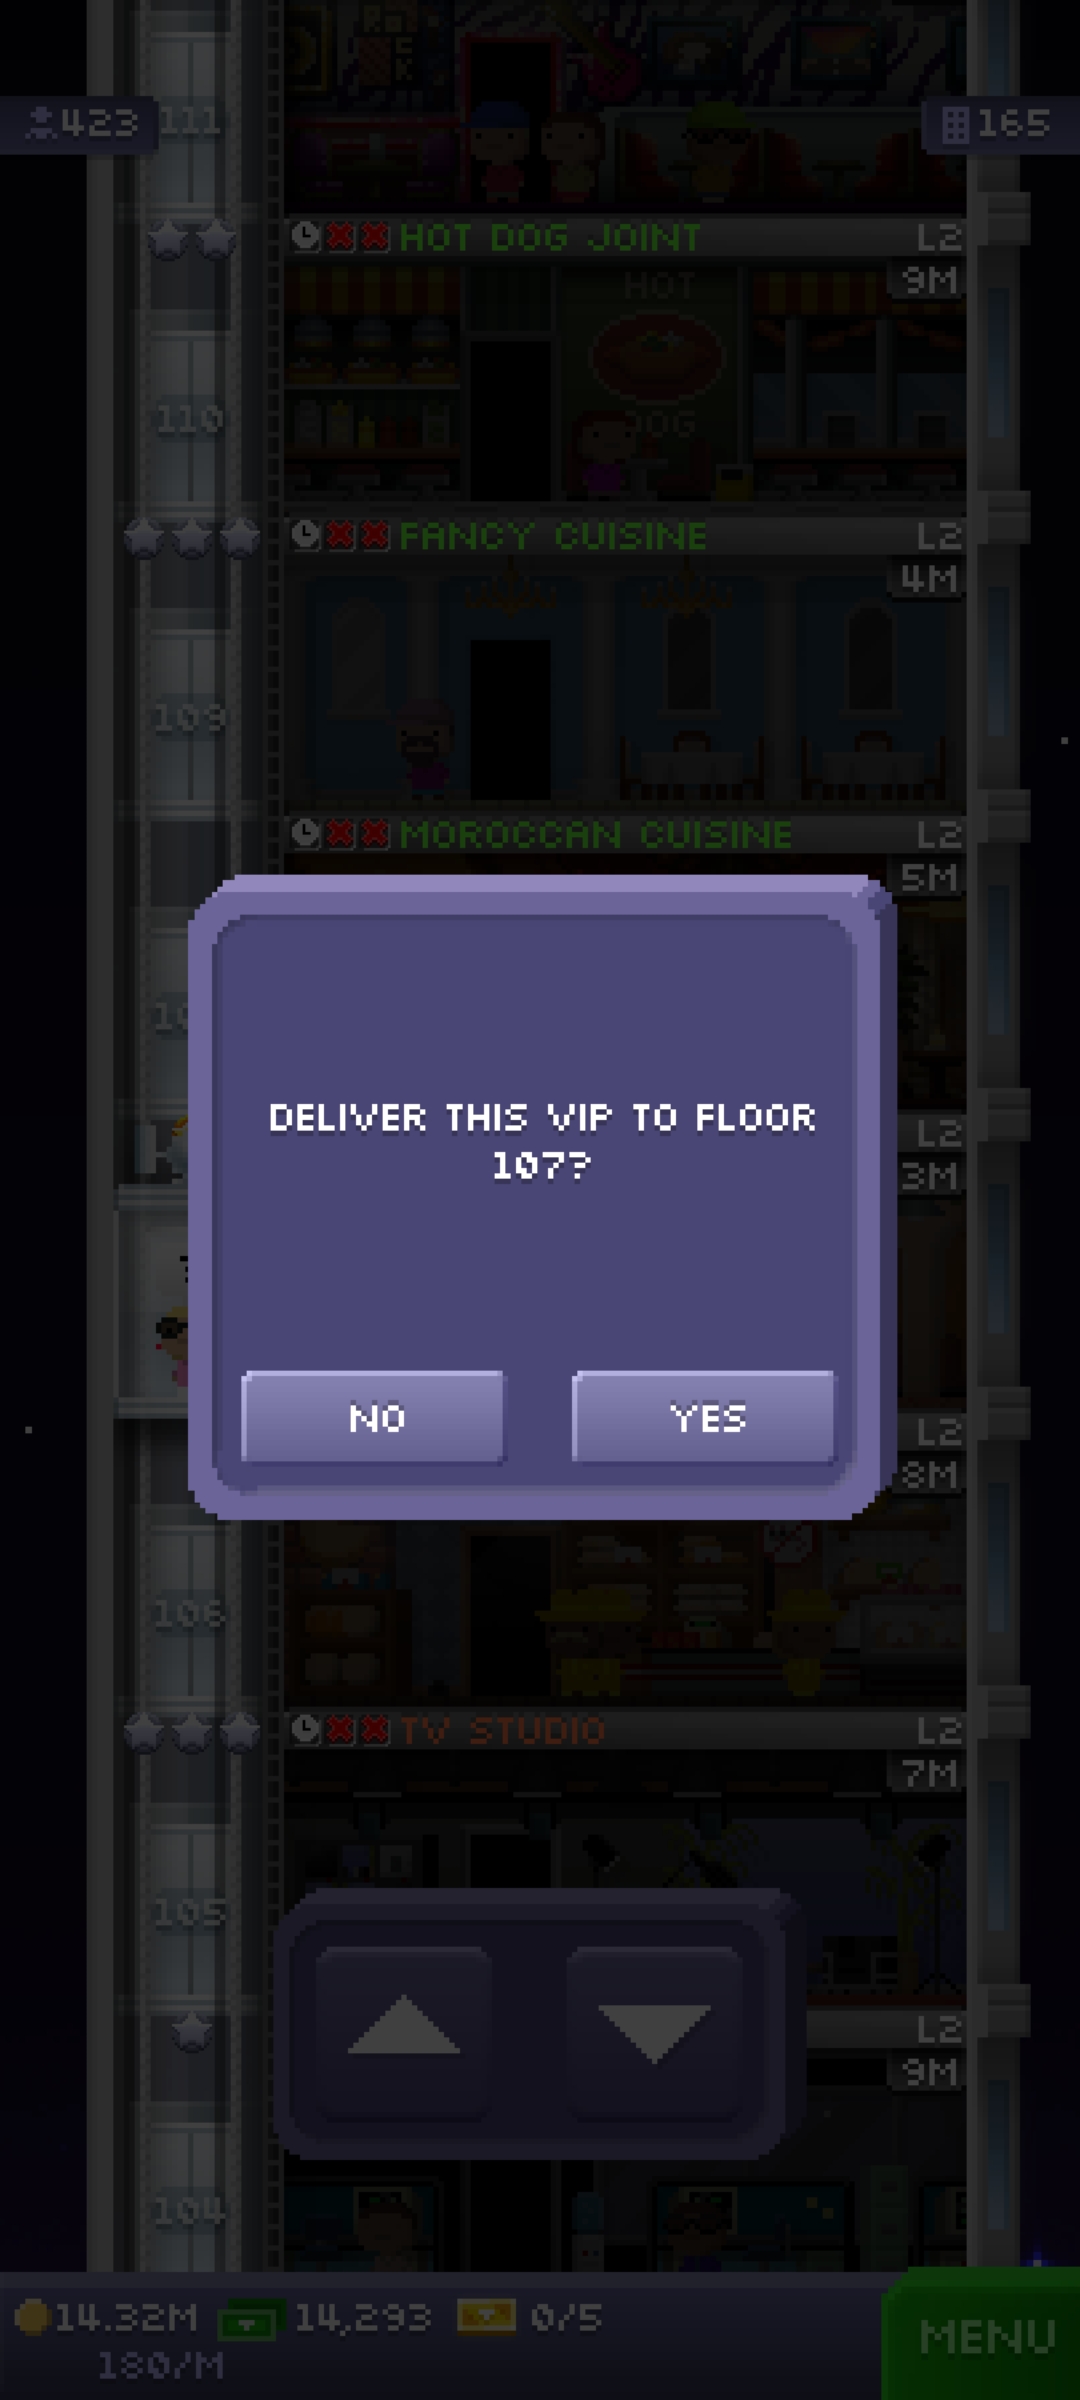 423
111
165
HOT DOG JOINT
L2
9M
HOT
DOG
110
FANCY CUISINE
L2
4M
109
MOROCCAN CUISINE
L2
5M
L2
3M
DELIVER THIS VIP TO FLOOR
107?
NO
YES
L2
8M
106
TV STUDIO
L2
7M
105
L2
9M
104
14.32M
14,293
0/5
MENU
180/M